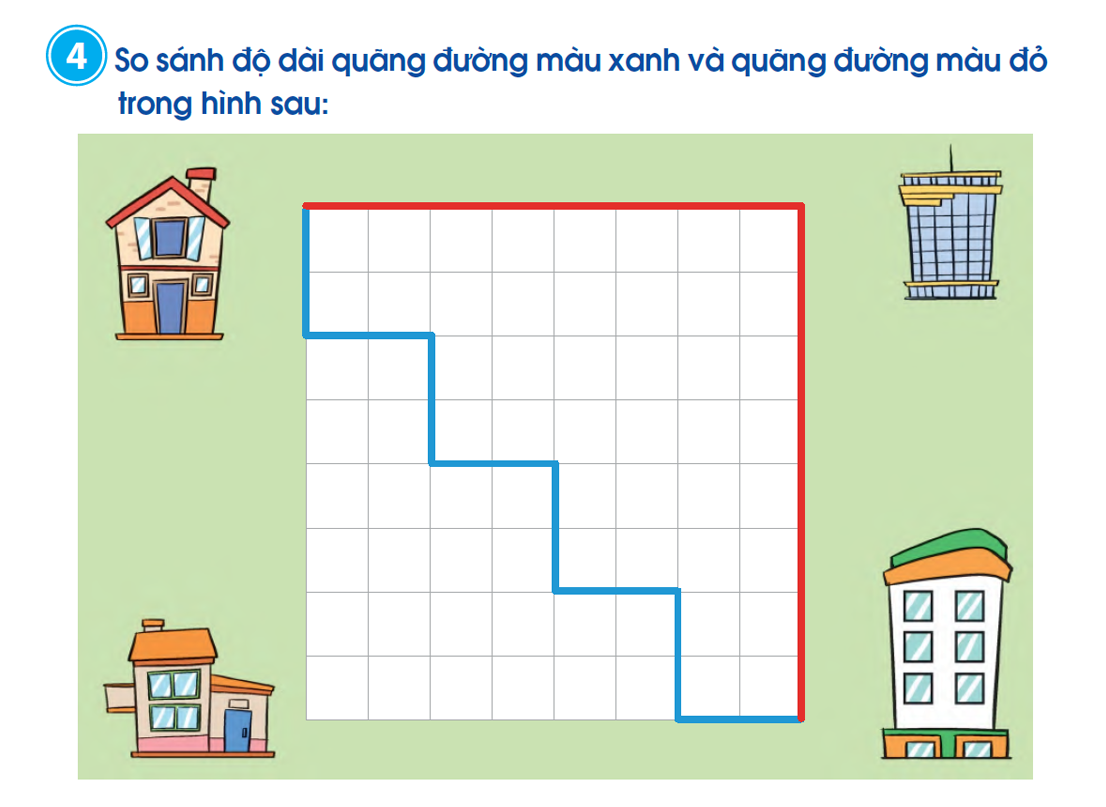 4 So sánh độ dài quãng đường màu xanh và quãng đường màu đỏ
trong hình sau: